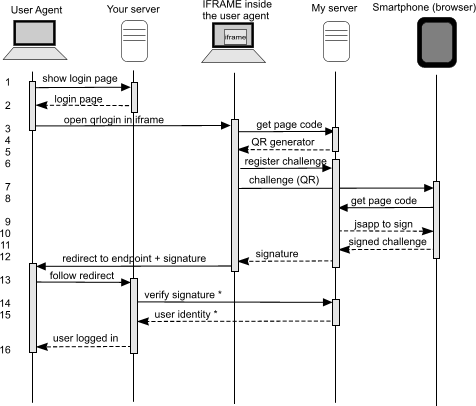 User Agent
Your server
IFRAME inside
the user agent
My server
Smartphone (browser)
iframe
1
show login page
2
login page
3
open qrlogin in iframe
get page code
4
5
QR generator
6
register challenge
7
challenge (QR)
8
get page code
9
10
jsapp to sign
11
signed challenge
12
redirect to endpoint + signature
signature
13
follow redirect
14
verify signature *
15
user identity *
16
user logged in